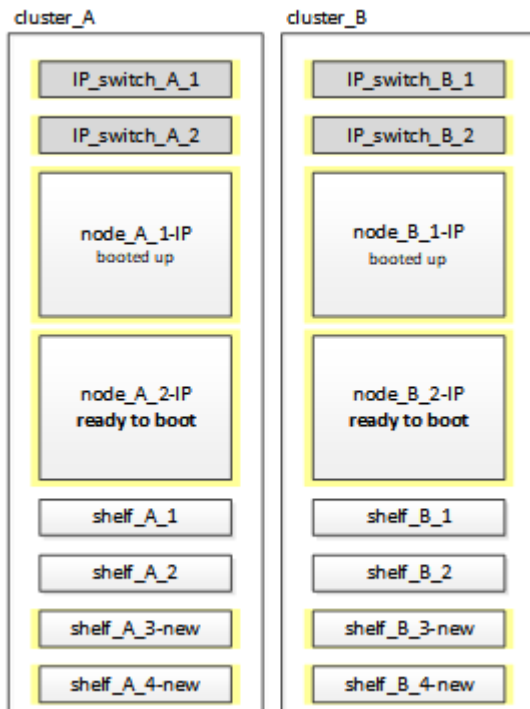 cluster_A
IP_switch_A_1
IP_switch_A_2
node_A_1-IP
booted up
node_A_2-IP
ready to boot
shelf_A_1
shelf_A_2
shelf_A_3-new
shelf_A_4-new
cluster_B
IP_switch_B_1
IP_switch_B_2
node_B_1-IP
booted up
node_B_2-IP
ready to boot
shelf_B_1
shelf_B_2
shelf_B_3-new
shelf_B_4-new